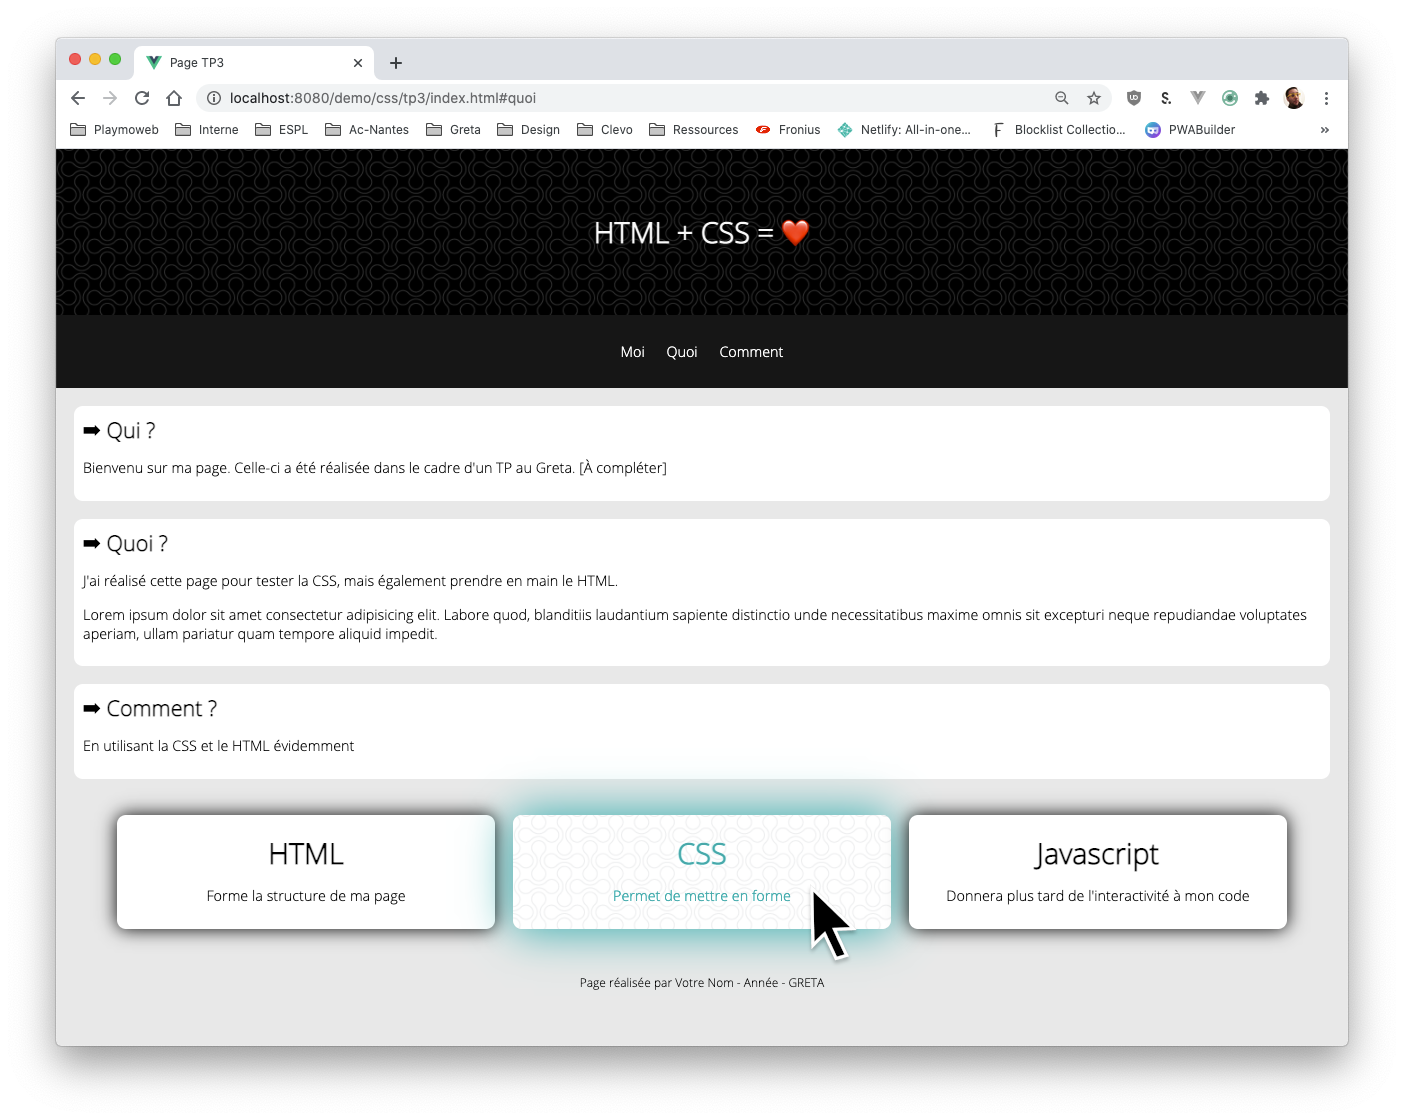 Page TP3
localhost:8080/demo/css/tp3/index.html#quoi
Playmoweb Interne ESPL Ac-Nantes Greta Design Clevo Ressources Fronius Netlify: All-in-one... Blocklist Collectio... PWABuilder »
HTML + CSS = ❤️
Moi Quoi Comment
➡ Qui ?
Bienvenu sur ma page. Celle-ci a été réalisée dans le cadre d'un TP au Greta. [À compléter]
➡ Quoi ?
J'ai réalisé cette page pour tester la CSS, mais également prendre en main le HTML.
Lorem ipsum dolor sit amet consectetur adipisicing elit. Labore quod, blanditiis laudantium sapiente distinctio unde necessitatibus maxime omnis sit excepturi neque repudiandae voluptates
aperiam, ullam pariatur quam tempore aliquid impedit.
➡ Comment ?
En utilisant la CSS et le HTML évidemment
HTML
Forme la structure de ma page
CSS
Permet de mettre en forme
Javascript
Donnera plus tard de l'interactivité à mon code
Page réalisée par Votre Nom - Année - GRETA